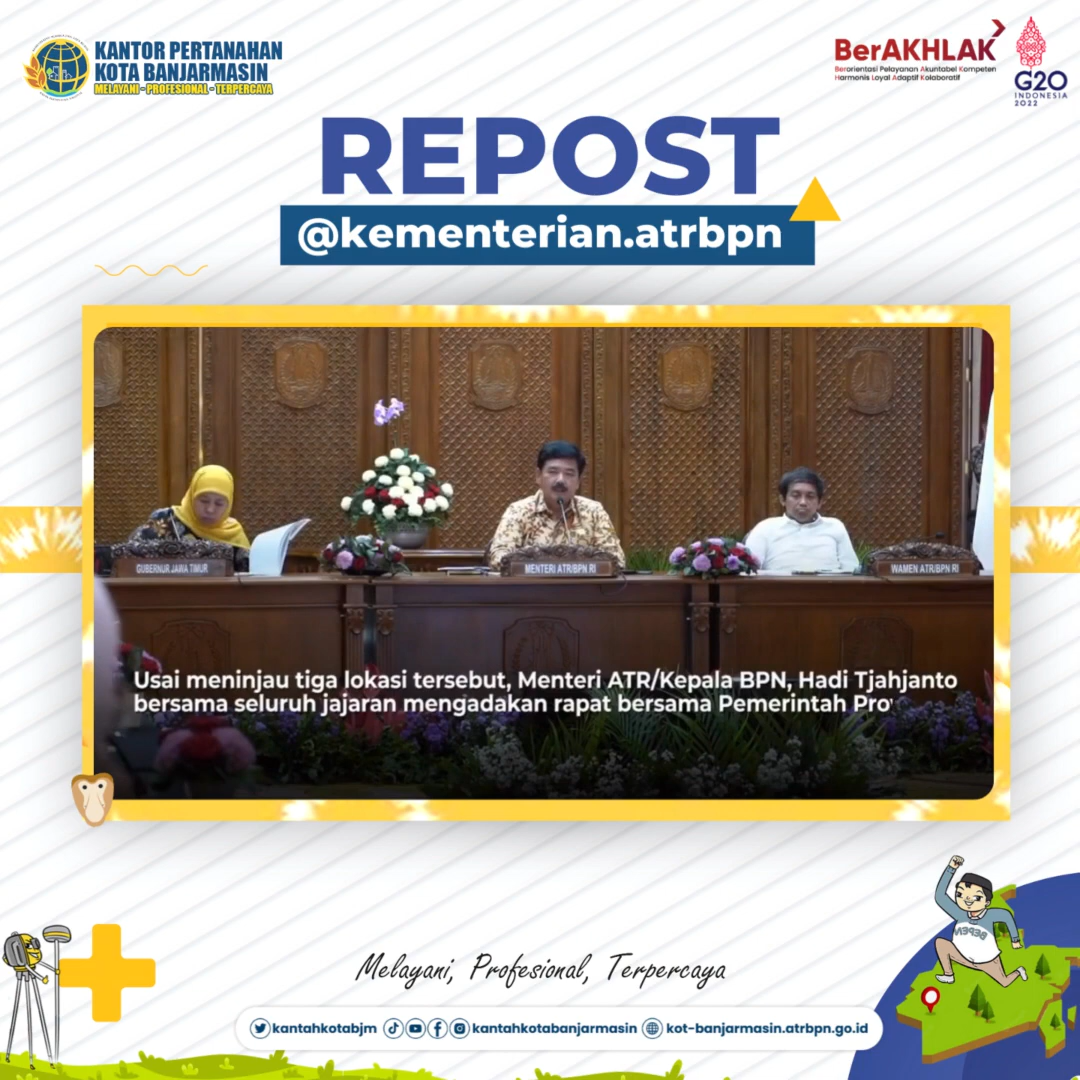 KANTOR PERTANAHAN
KOTA BANJARMASIN
MELAYANI - PROFESIONAL - TERPERCAYA
BerAKHLAK
Berorientasi Pelayanan Akuntabel Kompeten
Harmonis Loyal Adaptif Kolaboratif
G20
INDONESIA
2022
REPOST
@kementerian.atrbpn
GUBERNUR JAWA TIMUR
MENTERI ATR/BPN RI
WAMEN ATR/BPN RI
Usai meninjau tiga lokasi tersebut, Menteri ATR/Kepala BPN, Hadi Tjahjanto
bersama seluruh jajaran mengadakan rapat bersama Pemerintah Pro
BEPEN
Melayani, Profesional, Terpercaya
kantahkotabjm kantahkotabanjarmasin kot-banjarmasin.atrbpn.go.id